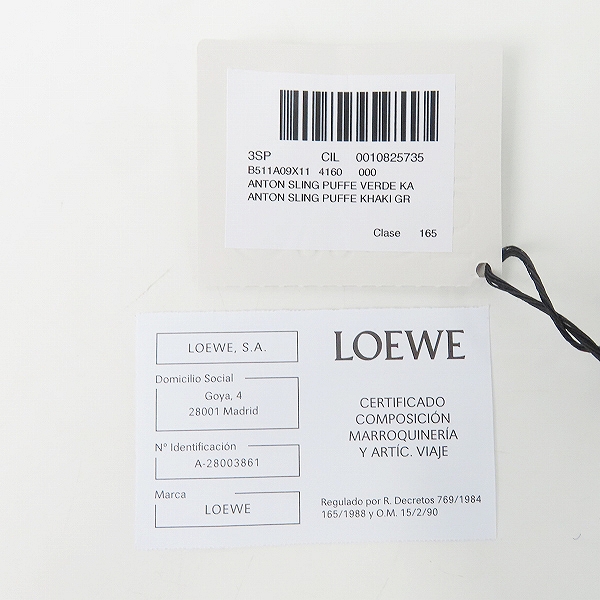 3SP CIL 0010825735
B511A09X11 4160 000
ANTON SLING PUFFE VERDE KA
ANTON SLING PUFFE KHAKI GR
Clase 165
LOEWE, S.A.
Domicilio Social
Goya, 4
28001 Madrid
Nº Identificación
A-28003861
Marca
LOEWE
LOEWE
CERTIFICADO
COMPOSICIÓN
MARROQUINERÍA
Y ARTÍC. VIAJE
Regulado por R. Decretos 769/1984
165/1988 y O.M. 15/2/90